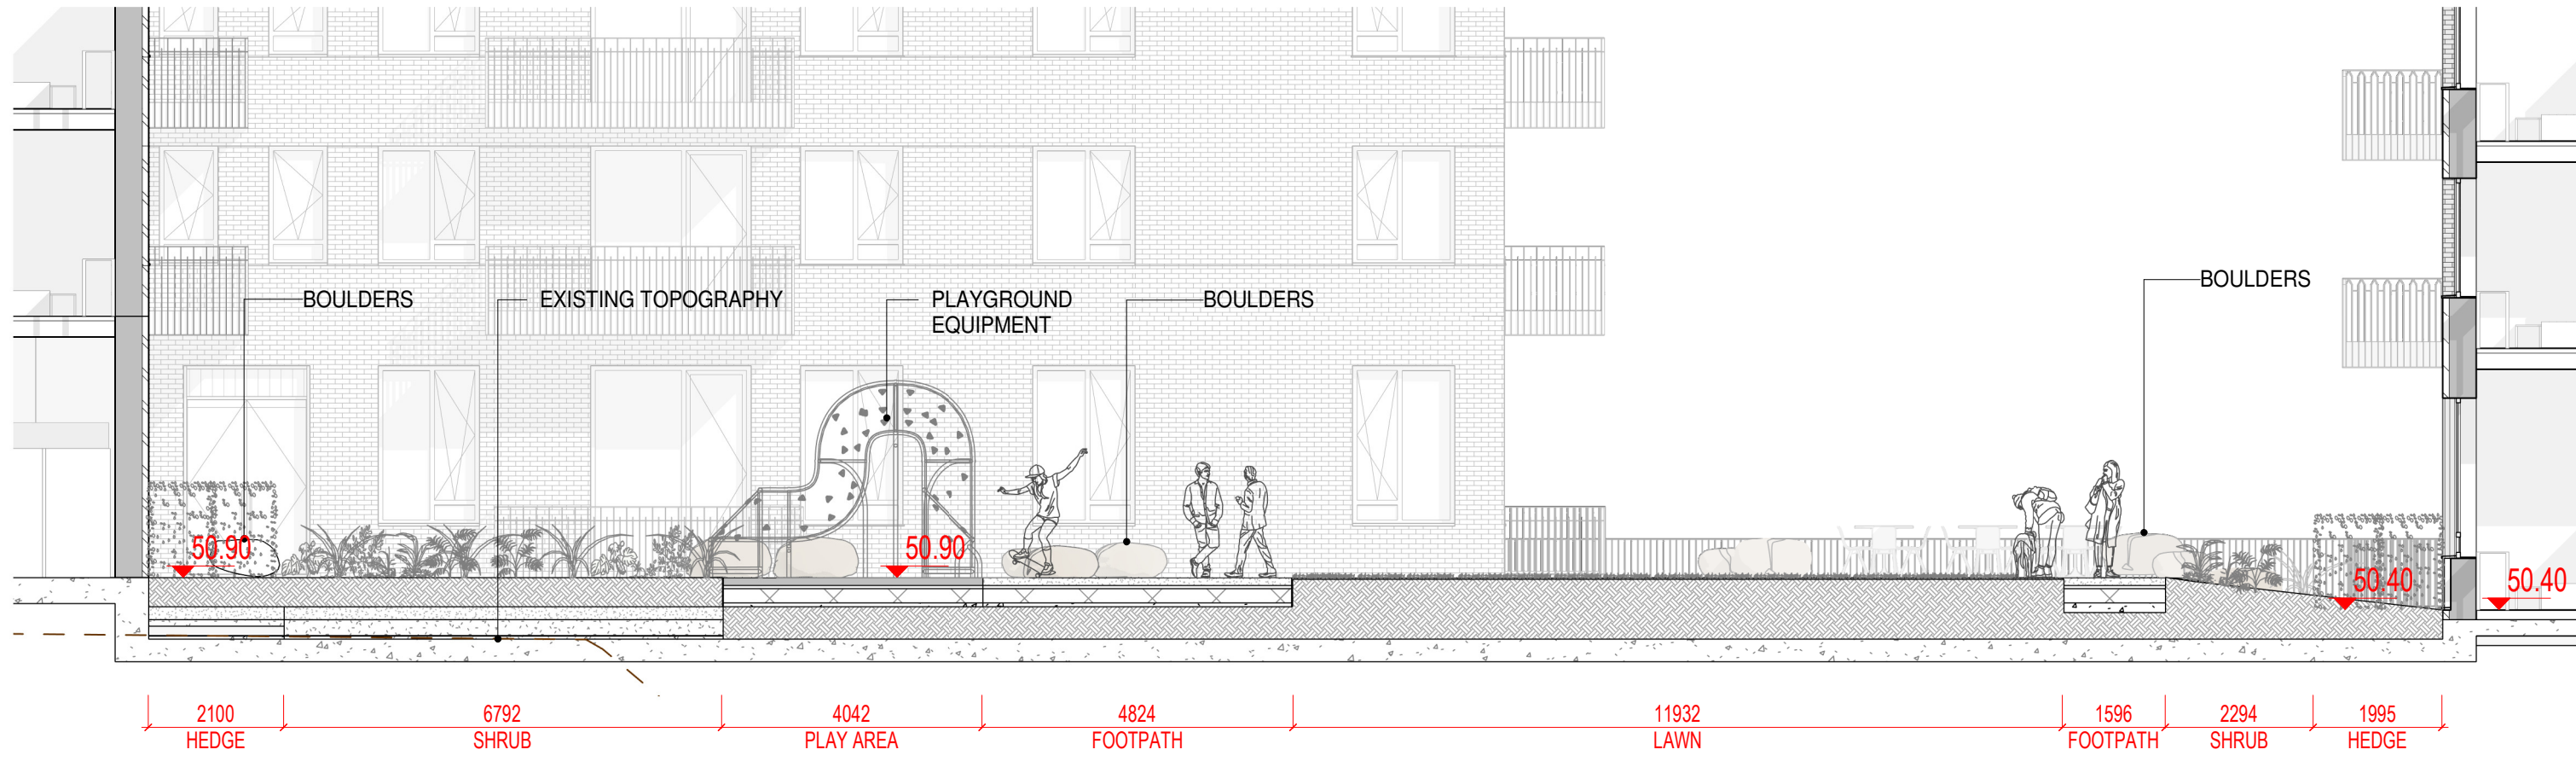 BOULDERS
EXISTING TOPOGRAPHY
PLAYGROUND
EQUIPMENT
BOULDERS
BOULDERS
50.90
50.90
50.40
50.40
2100
HEDGE
6792
SHRUB
4042
PLAY AREA
4824
FOOTPATH
11932
LAWN
1596
FOOTPATH
2294
SHRUB
1995
HEDGE